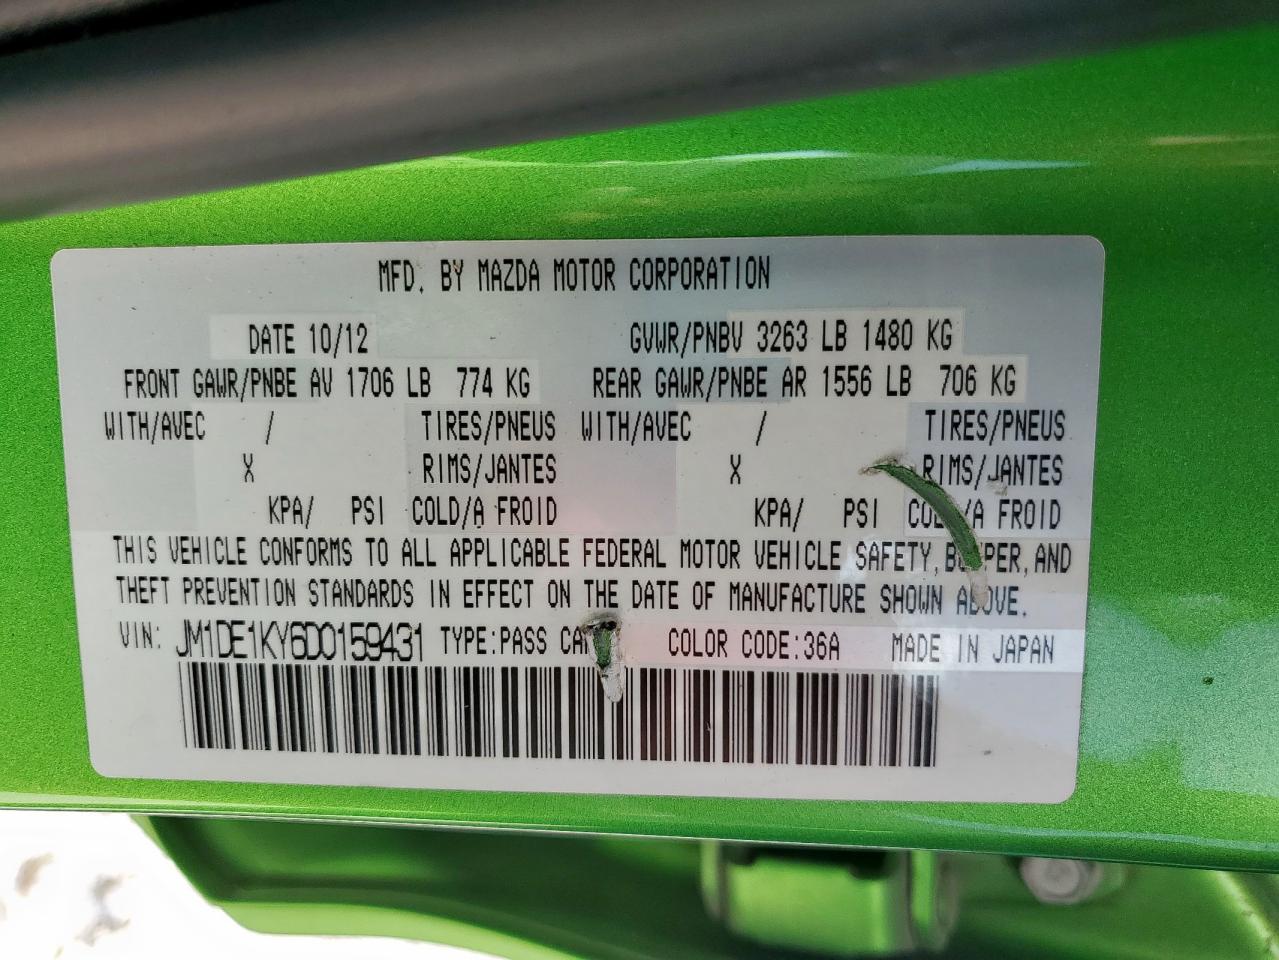 MFD. BY MAZDA MOTOR CORPORATION
DATE 10/12 GVWR/PNBV 3263 LB 1480 KG
FRONT GAWR/PNBE AV 1706 LB 774 KG REAR GAWR/PNBE AR 1556 LB 706 KG
WITH/AVEC / TIRES/PNEUS WITH/AVEC / TIRES/PNEUS
X RIMS/JANTES X RIMS/JANTES
KPA/ PSI COLD/A FROID KPA/ PSI COLD/A FROID
THIS VEHICLE CONFORMS TO ALL APPLICABLE FEDERAL MOTOR VEHICLE SAFETY, BUMPER, AND
THEFT PREVENTION STANDARDS IN EFFECT ON THE DATE OF MANUFACTURE SHOWN ABOVE.
VIN: JM1DE1KY6D0159431 TYPE:PASS CAR COLOR CODE:36A MADE IN JAPAN